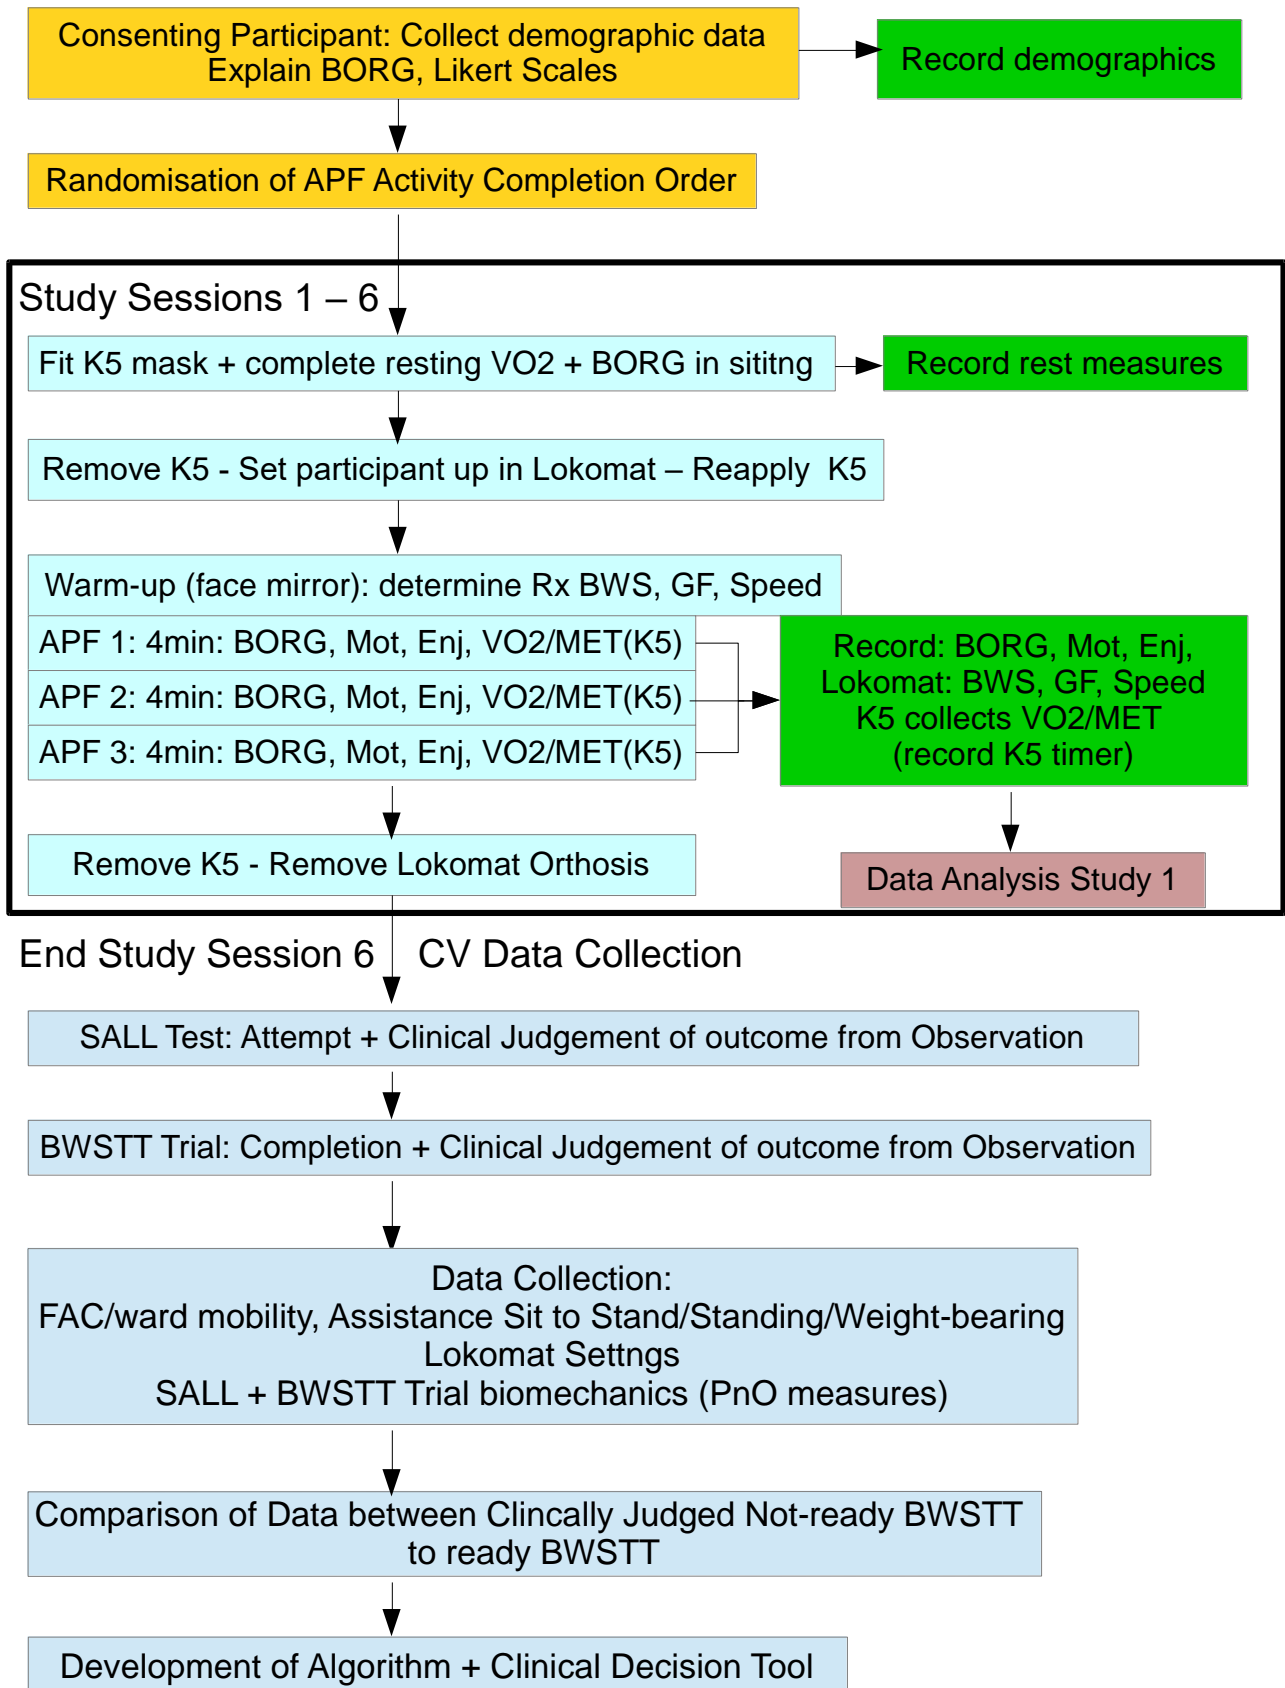 Consenting Participant: Collect demographic data
Explain BORG, Likert Scales
Record demographics
Randomisation of APF Activity Completion Order
Study Sessions 1 – 6
Fit K5 mask + complete resting VO2 + BORG in sititng
Record rest measures
Remove K5 - Set participant up in Lokomat – Reapply K5
Warm-up (face mirror): determine Rx BWS, GF, Speed
APF 1: 4min: BORG, Mot, Enj, VO2/MET(K5)
APF 2: 4min: BORG, Mot, Enj, VO2/MET(K5)
APF 3: 4min: BORG, Mot, Enj, VO2/MET(K5)
Record: BORG, Mot, Enj,
Lokomat: BWS, GF, Speed
K5 collects VO2/MET
(record K5 timer)
Remove K5 - Remove Lokomat Orthosis
Data Analysis Study 1
End Study Session 6
CV Data Collection
SALL Test: Attempt + Clinical Judgement of outcome from Observation
BWSTT Trial: Completion + Clinical Judgement of outcome from Observation
Data Collection:
FAC/ward mobility, Assistance Sit to Stand/Standing/Weight-bearing
Lokomat Settngs
SALL + BWSTT Trial biomechanics (PnO measures)
Comparison of Data between Clincally Judged Not-ready BWSTT
to ready BWSTT
Development of Algorithm + Clinical Decision Tool